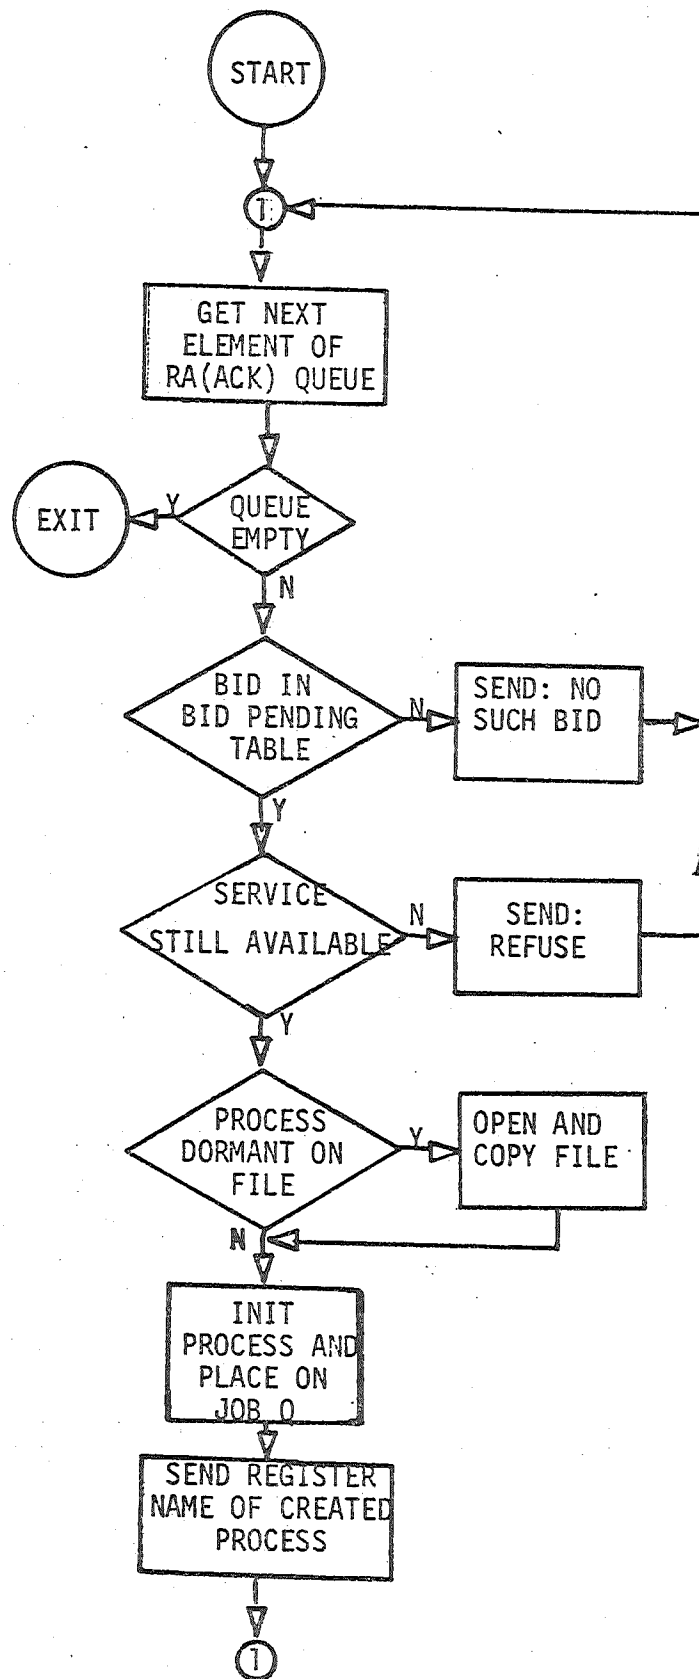 START
1
GET NEXT
ELEMENT OF
RA(ACK) QUEUE
QUEUE
EMPTY
Y
EXIT
N
BID IN
BID PENDING
TABLE
N
SEND: NO
SUCH BID
Y
SERVICE
STILL AVAILABLE
N
SEND:
REFUSE
Y
PROCESS
DORMANT ON
FILE
Y
OPEN AND
COPY FILE
N
INIT
PROCESS AND
PLACE ON
JOB Q
SEND REGISTER
NAME OF CREATED
PROCESS
1